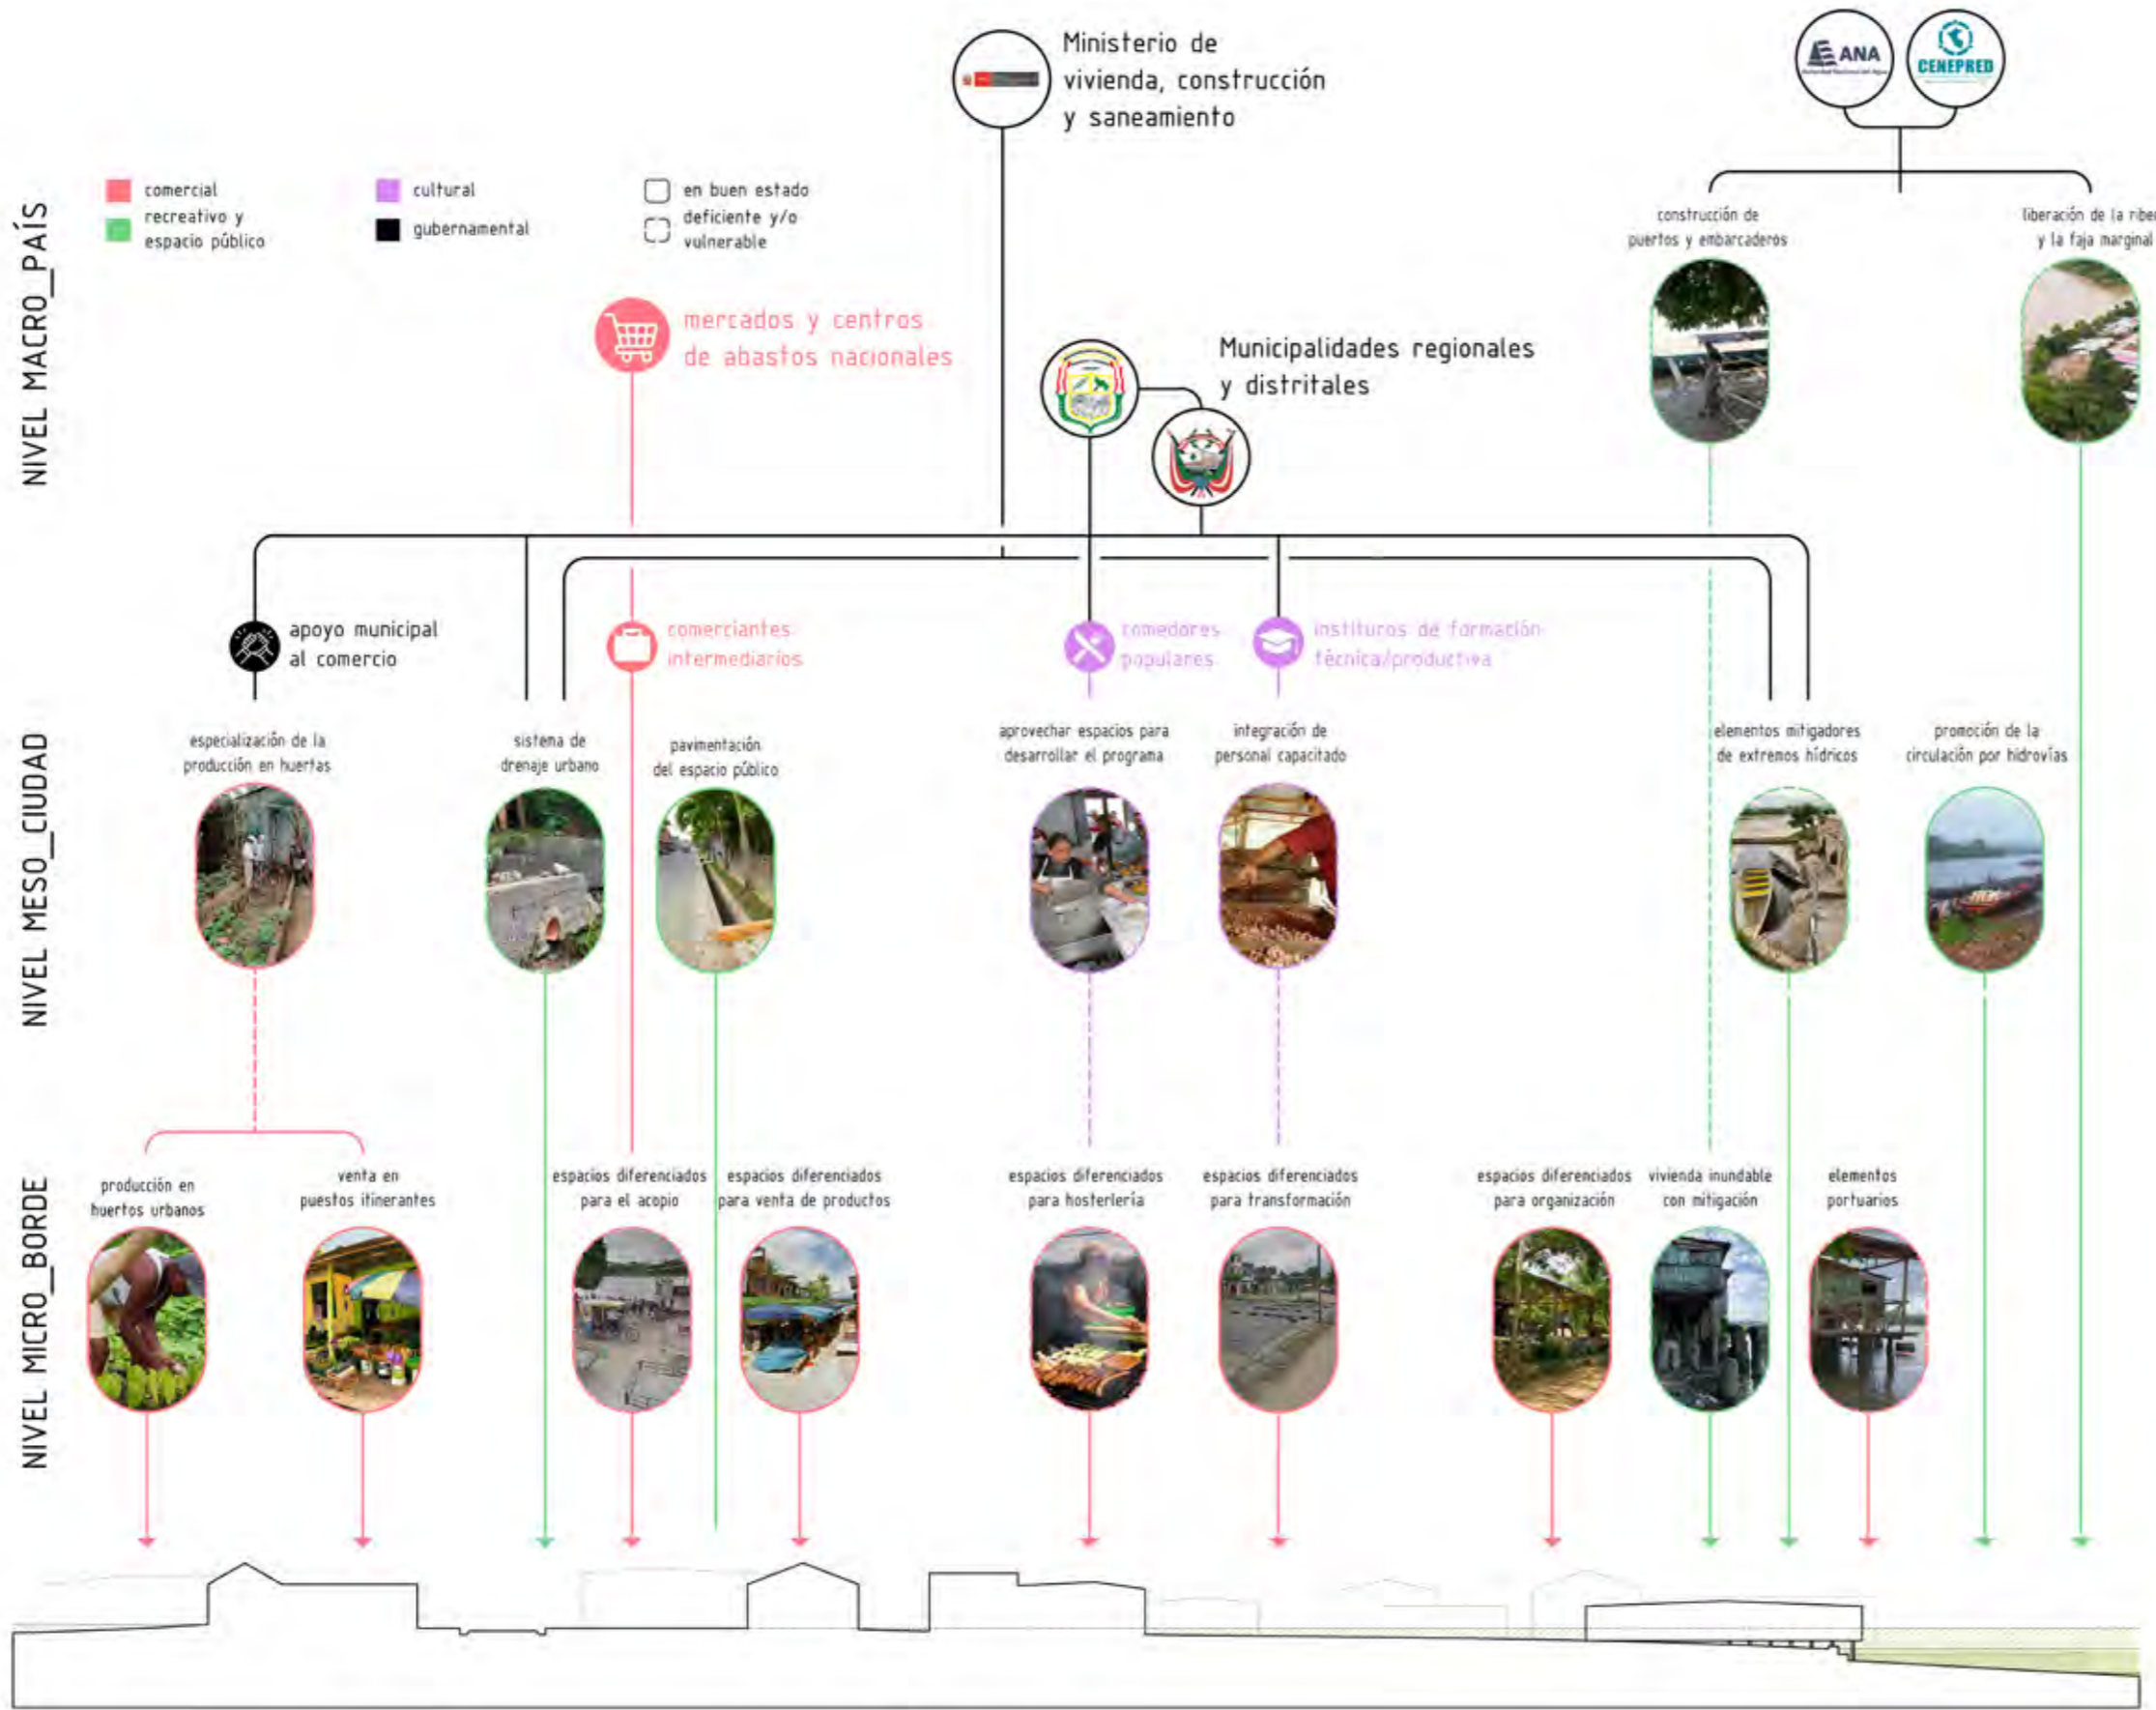 Ministerio de
vivienda, construcción
y saneamiento
ANA
CENEPRED
NIVEL MACRO_PAÍS
comercial
recreativo y
espacio público
cultural
gubernamental
en buen estado
deficiente y/o
vulnerable
construcción de
puertos y embarcaderos
liberación de la ribe
y la faja marginal
mercados y centros
de abastos nacionales
Municipalidades regionales
y distritales
NIVEL MESO_CIUDAD
apoyo municipal
al comercio
comerciantes
intermediarios
comedores
populares
instituros de formación
técnica/productiva
especialización de la
producción en huertas
sistema de
drenaje urbano
pavimentación
del espacio público
aprovechar espacios para
desarrollar el programa
integración de
personal capacitado
elementos mitigadores
de extremos hídricos
promoción de la
circulación por hidrovías
NIVEL MICRO_BORDE
producción en
huertos urbanos
venta en
puestos itinerantes
espacios diferenciados
para el acopio
espacios diferenciados
para venta de productos
espacios diferenciados
para hosterlería
espacios diferenciados
para transformación
espacios diferenciados
para organización
vivienda inundable
con mitigación
elementos
portuarios